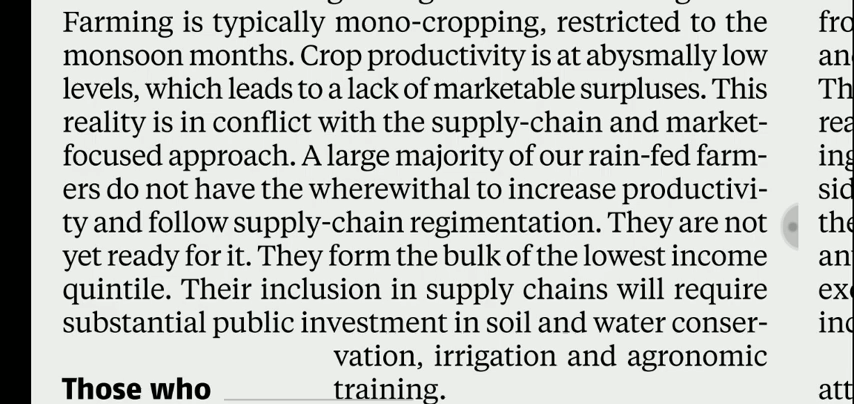 Farming is typically mono-cropping, restricted to the
monsoon months. Crop productivity is at abysmally low
levels, which leads to a lack of marketable surpluses. This
reality is in conflict with the supply-chain and market-
focused approach. A large majority of our rain-fed farm-
ers do not have the wherewithal to increase productivi-
ty and follow supply-chain regimentation. They are not
yet ready for it. They form the bulk of the lowest income
quintile. Their inclusion in supply chains will require
substantial public investment in soil and water conser-
vation, irrigation and agronomic
training.
Those who